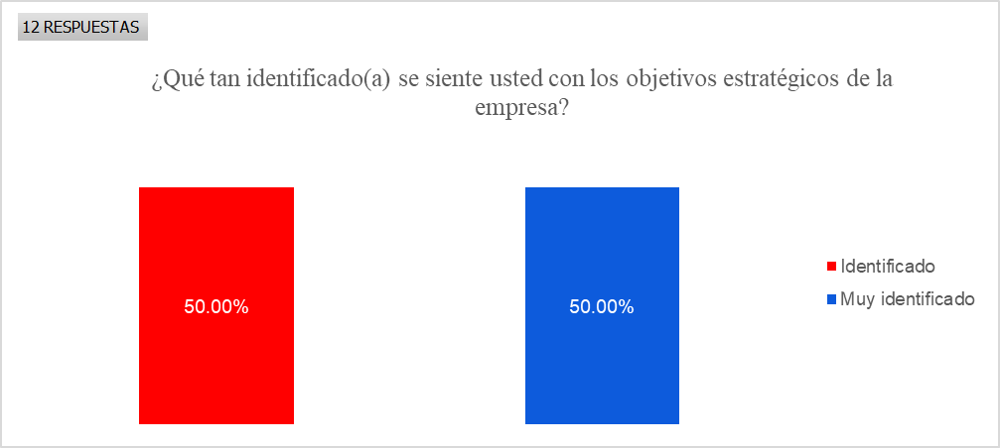 12 RESPUESTAS
¿Qué tan identificado(a) se siente usted con los objetivos estratégicos de la
empresa?
50.00%
50.00%
Identificado
Muy identificado